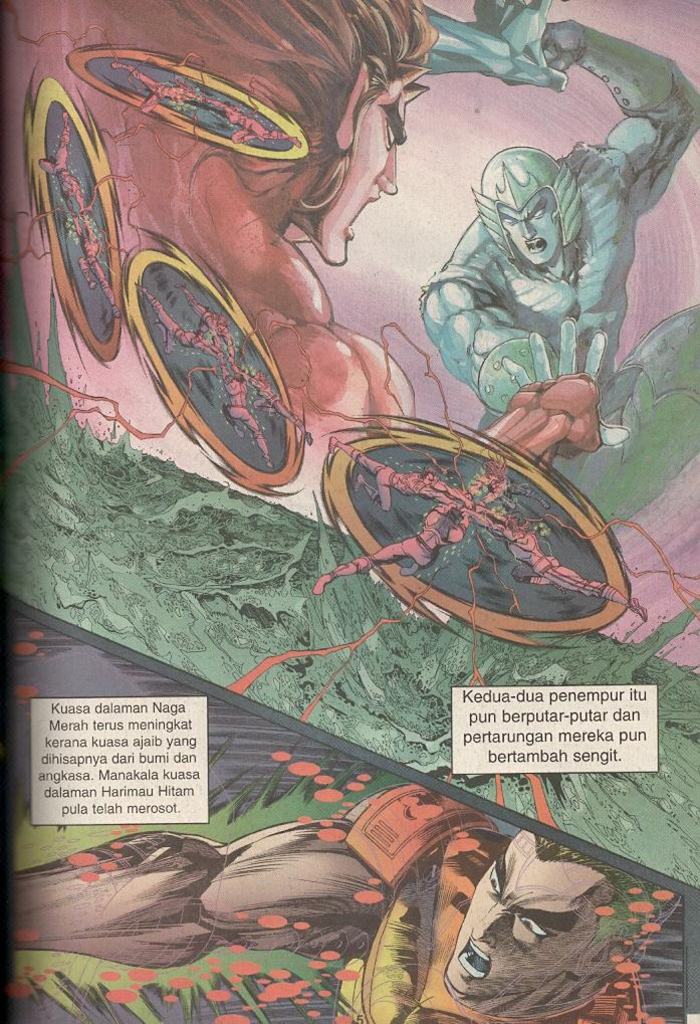 Kedua-dua penempur itu
pun berputar-putar dan
pertarungan mereka pun
bertambah sengit.
Kuasa dalaman Naga
Merah terus meningkat
kerana kuasa ajaib yang
dihisapnya dari bumi dan
angkasa. Manakala kuasa
dalaman Harimau Hitam
pula telah merosot.
5